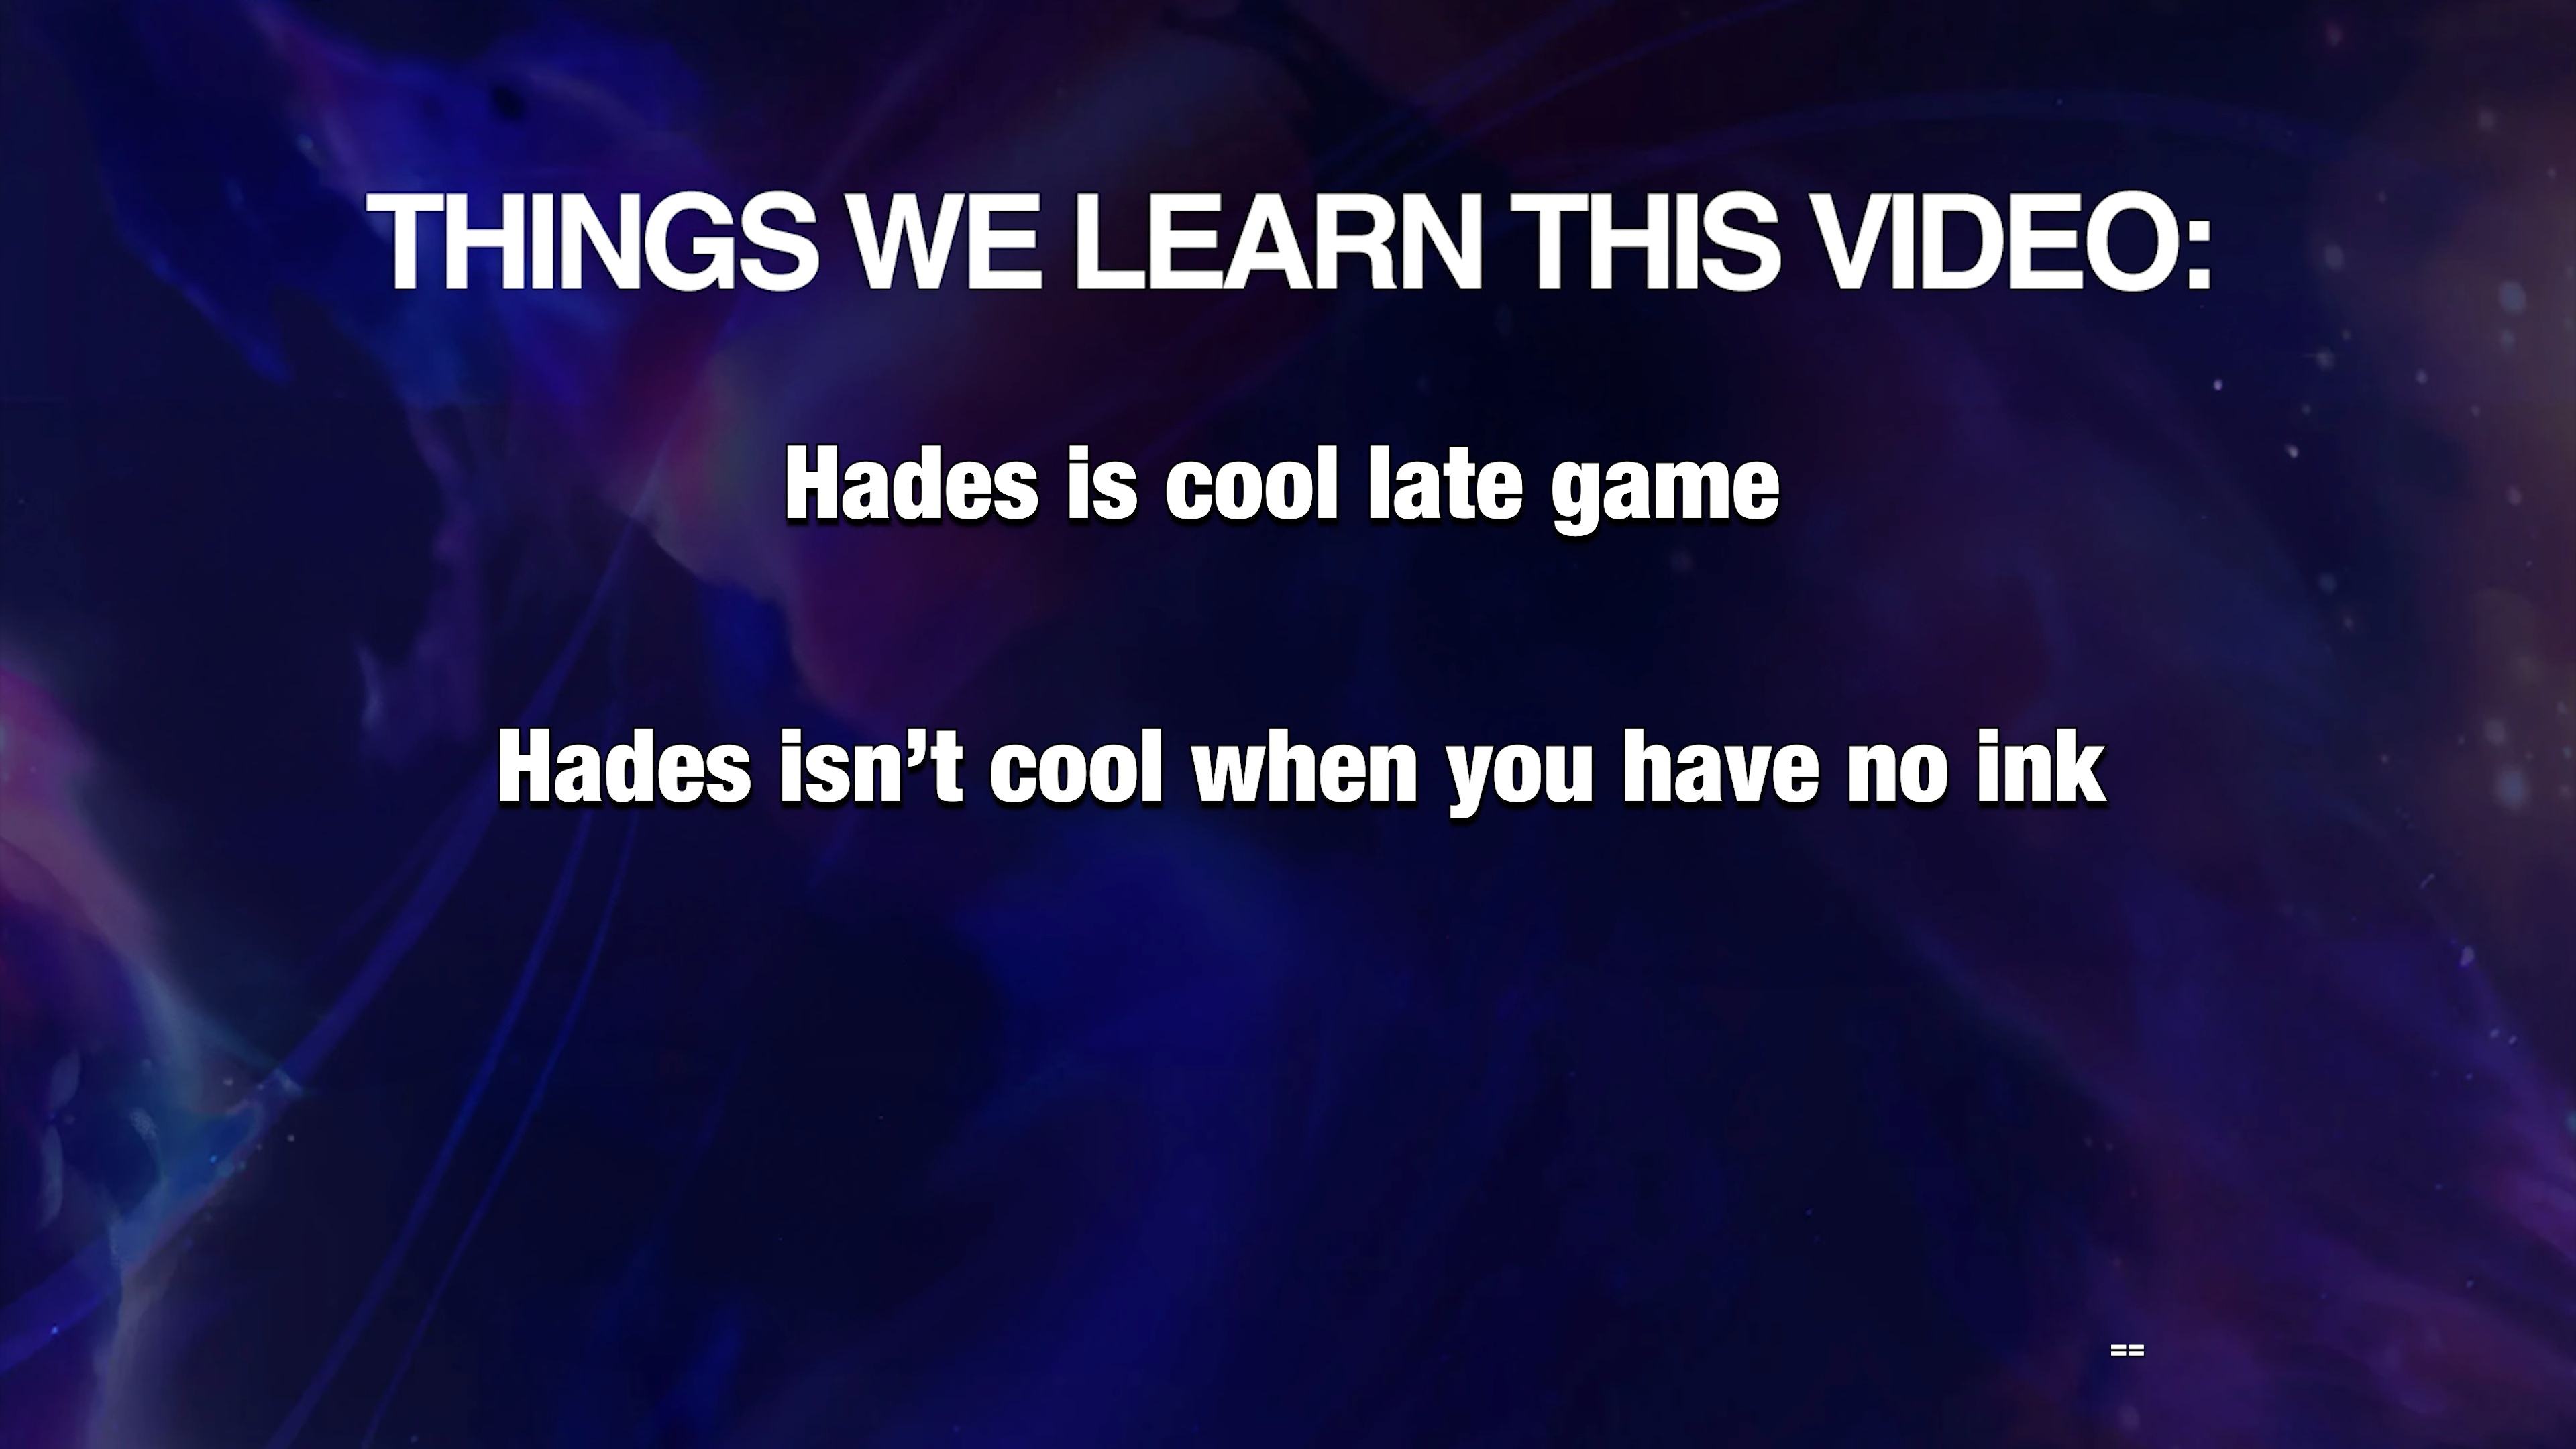 THINGS WE LEARN THIS VIDEO:
Hades is cool late game
Hades isn’t cool when you have no ink
==